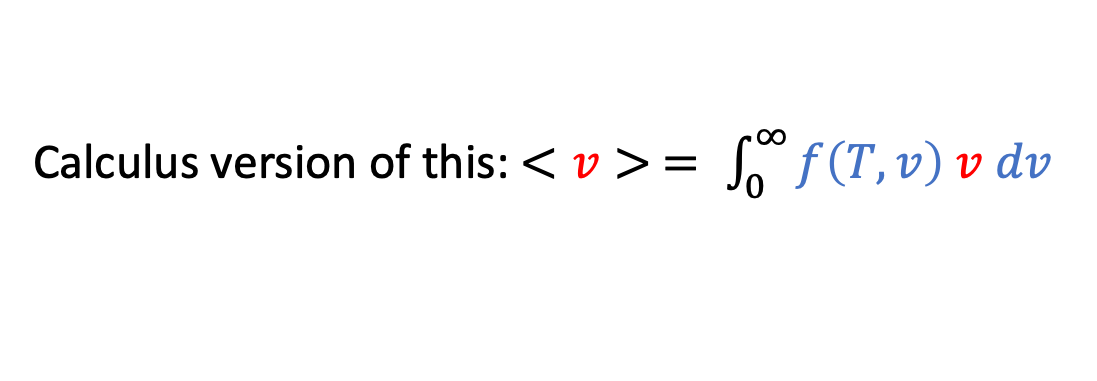 Calculus version of this: < v > = ∫₀^∞ f(T, v) v dv